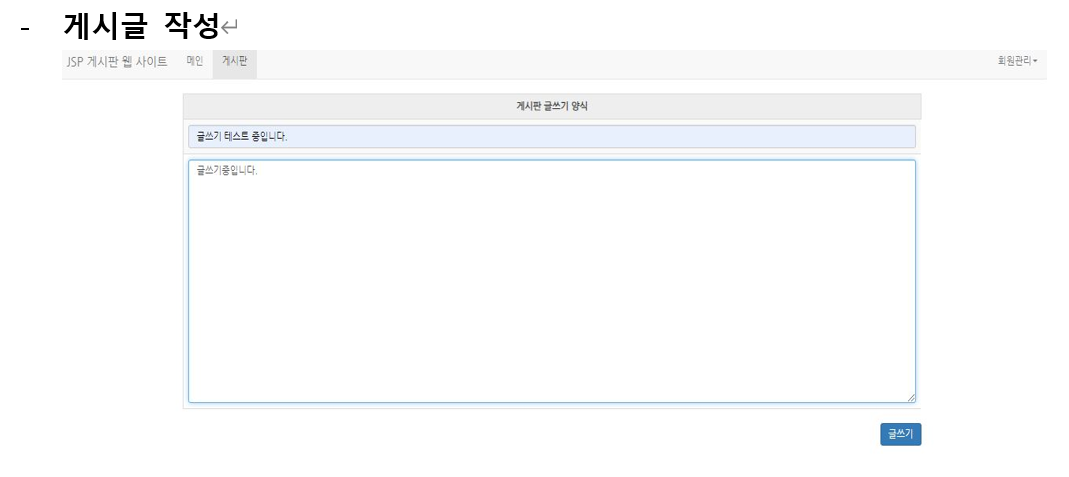 - 게시글 작성
JSP 게시판 웹 사이트 메인 게시판 회원관리
게시판 글쓰기 양식
글쓰기 테스트 중입니다.
글쓰기중입니다.
글쓰기